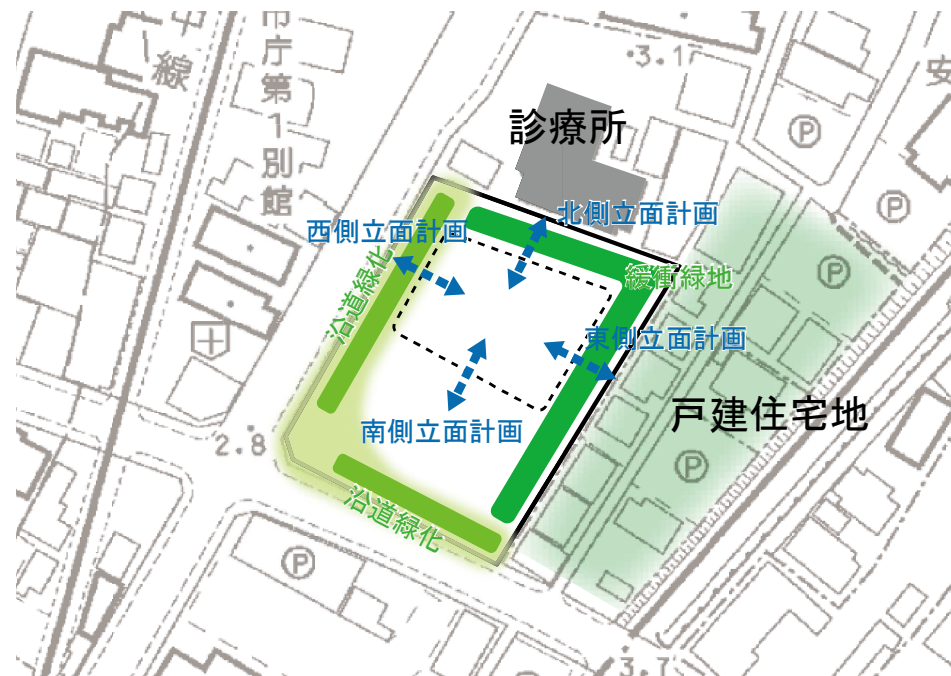 線
市庁第1別館
3.17
安
診療所
P
P
北側立面計画
西側立面計画
緩衝緑地
P
沿道緑化
東側立面計画
戸建住宅地
南側立面計画
2.8
P
沿道緑化
P
3.7